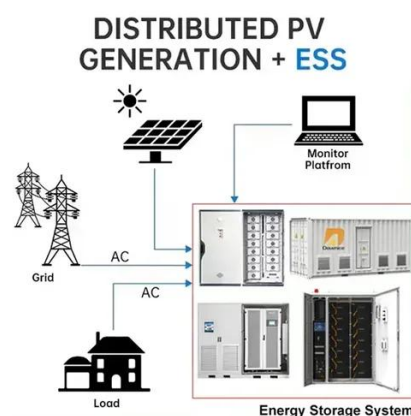 DISTRIBUTED PV
GENERATION + ESS
Monitor
Platfrom
Grid
AC
AC
Load
Energy Storage System